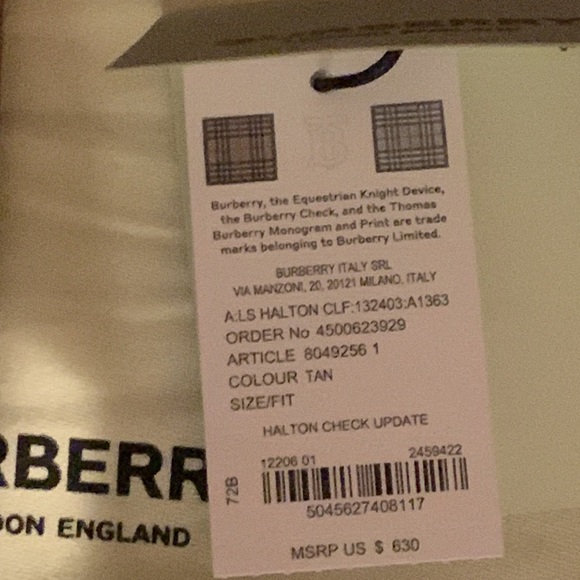 Burberry, the Equestrian Knight Device,
the Burberry Check, and the Thomas
Burberry Monogram and Print are trade
marks belonging to Burberry Limited.
BURBERRY ITALY SRL
VIA MANZONI, 20, 20121 MILANO, ITALY
A:LS HALTON CLF:132403:A1363
ORDER No 4500623929
ARTICLE 8049256 1
COLOUR TAN
SIZE/FIT
HALTON CHECK UPDATE
12206 01 2459422
72B
5045627408117
MSRP US $ 630
RBERR
DON ENGLAND